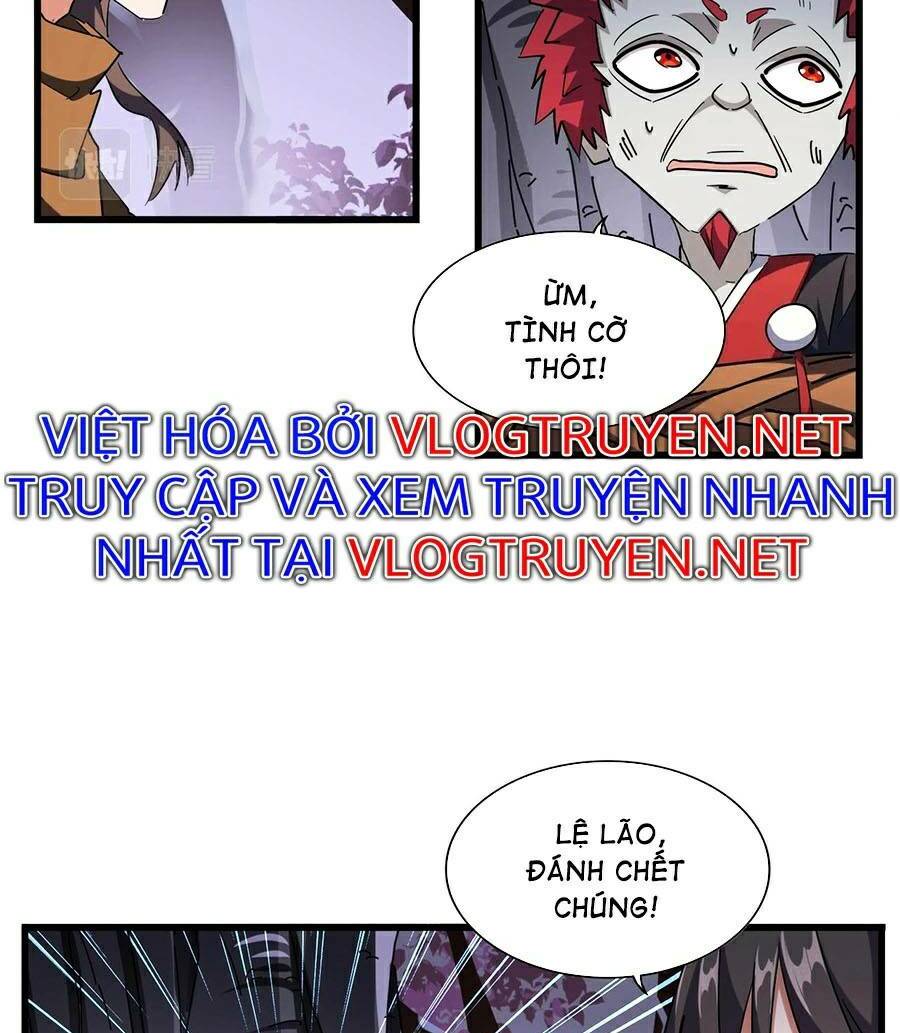 ỪM,
TÌNH CỜ
THÔI!
VIỆT HÓA BỞI VLOGTRUYEN.NET
TRUY CẬP VÀ XEM TRUYỆN NHANH
NHẤT TẠI VLOGTRUYEN.NET
LỆ LÃO,
ĐÁNH CHẾT
CHÚNG!